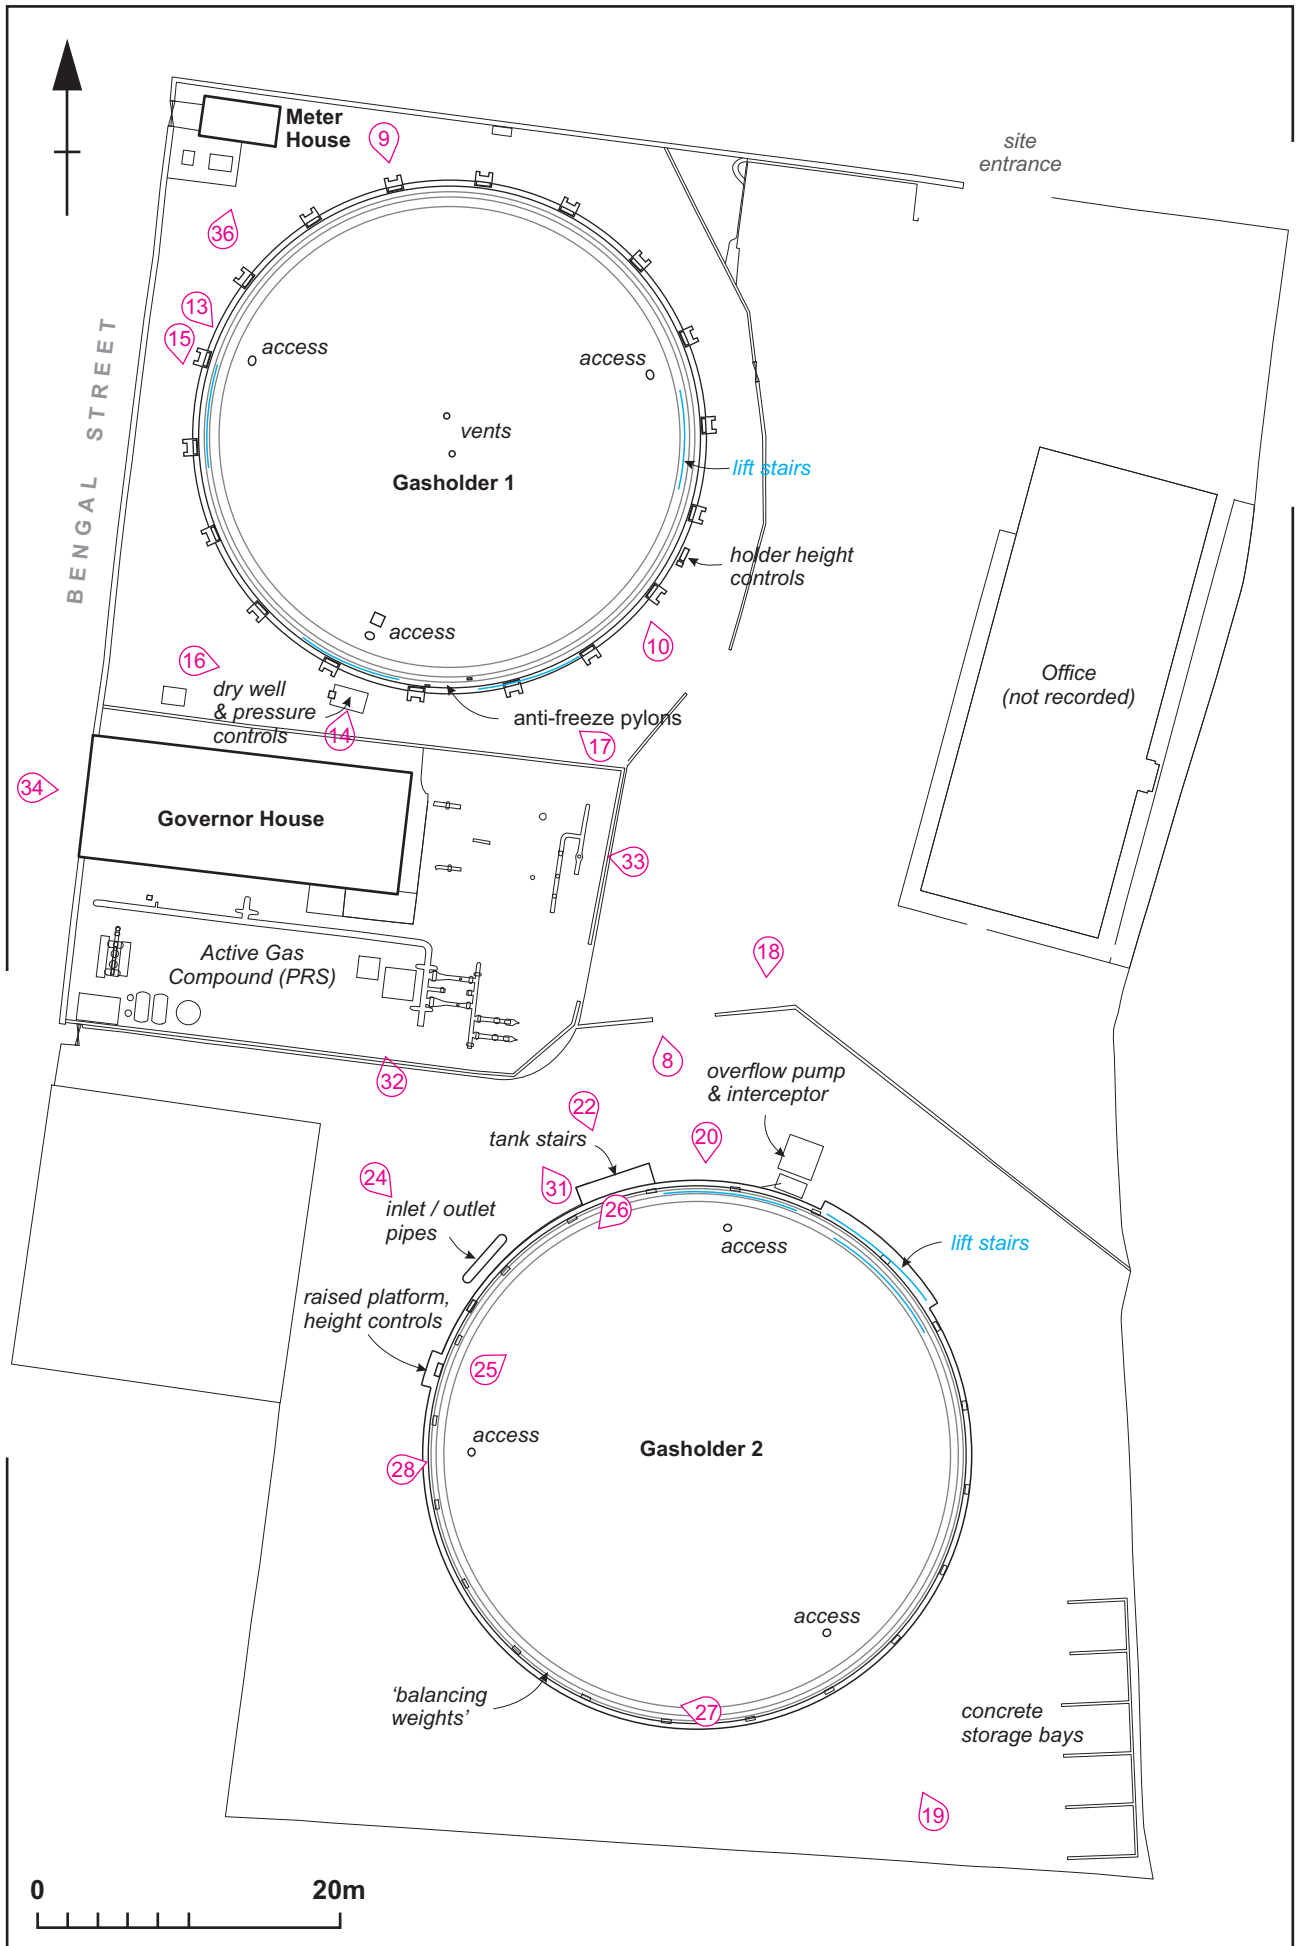 Meter
House
9
site
entrance
36
13
15
access
access
vents
Gasholder 1
lift stairs
BENGAL STREET
holder height
controls
access
10
16
dry well
& pressure
controls
14
anti-freeze pylons
17
Office
(not recorded)
34
Governor House
33
Active Gas
Compound (PRS)
18
8
32
overflow pump
& interceptor
22
tank stairs
20
24
31
26
inlet / outlet
pipes
access
lift stairs
raised platform,
height controls
25
access
Gasholder 2
28
access
'balancing
weights'
27
concrete
storage bays
19
0
20m